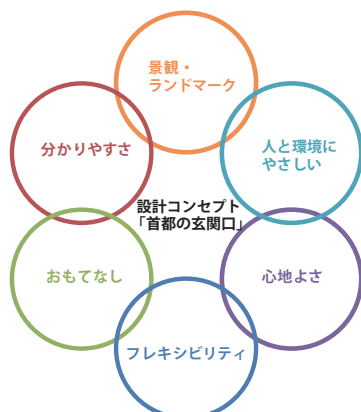 景観・
ランドマーク
分かりやすさ
人と環境に
やさしい
設計コンセプト
「首都の玄関口」
おもてなし
心地よさ
フレキシビリティ